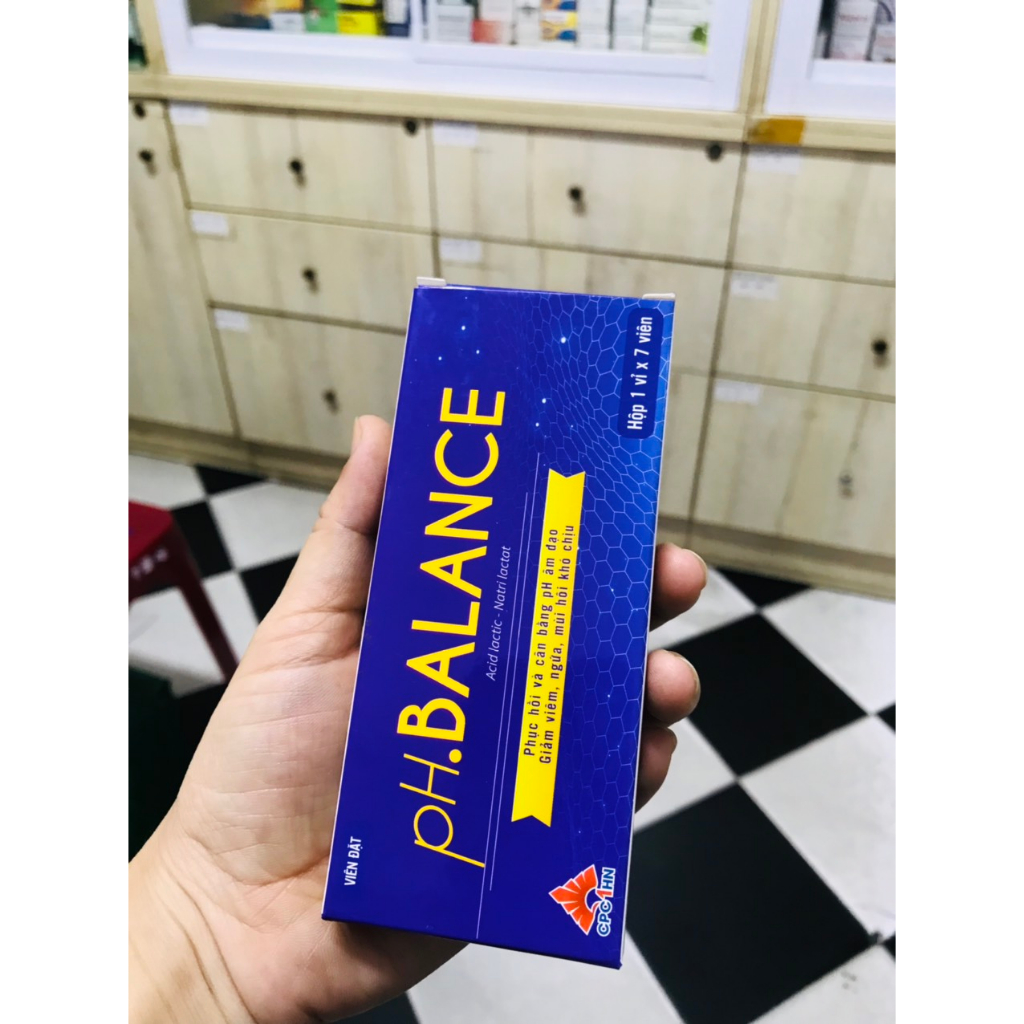 VIÊN ĐẶT
pH.BALANCE
Acid lactic - Natri lactat
Phục hồi và cân bằng pH âm đạo
Giảm viêm, ngứa, mùi hôi khó chịu
Hộp 1 vỉ x 7 viên
CPC1HN